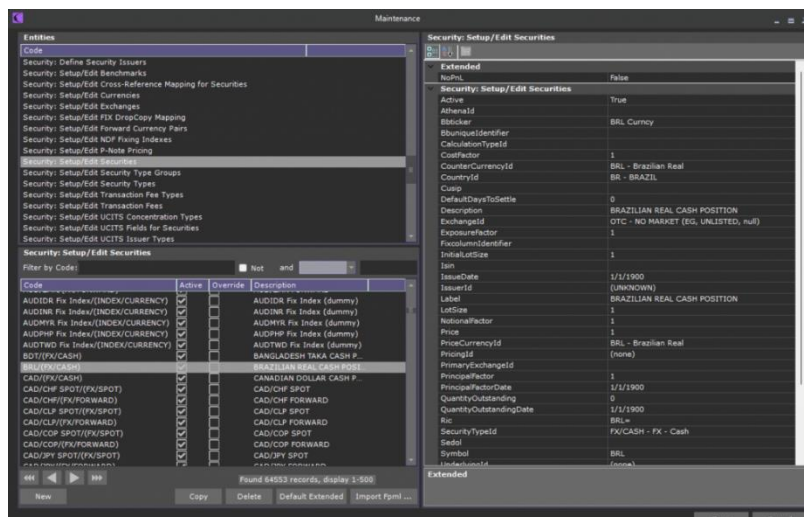 Maintenance
Entities
Code
Security: Define Security Issuers
Security: Setup/Edit Benchmarks
Security: Setup/Edit Cross-Reference Mapping for Securities
Security: Setup/Edit Currencies
Security: Setup/Edit Exchanges
Security: Setup/Edit FIX DropCopy Mapping
Security: Setup/Edit Forward Currency Pairs
Security: Setup/Edit NDF Fixing Indexes
Security: Setup/Edit P-Note Pricing
Security: Setup/Edit Securities
Security: Setup/Edit Security Type Groups
Security: Setup/Edit Security Types
Security: Setup/Edit Transaction Fee Types
Security: Setup/Edit Transaction Fees
Security: Setup/Edit UCITS Concentration Types
Security: Setup/Edit UCITS Fields for Securities
Security: Setup/Edit UCITS Issuer Types
Security: Setup/Edit Securities
Filter by Code: Not and
Code Active Override Description
AUDIDR Fix Index/(INDEX/CURRENCY) AUDIDR Fix Index (dummy)
AUDINR Fix Index/(INDEX/CURRENCY) AUDINR Fix Index (dummy)
AUDMYR Fix Index/(INDEX/CURRENCY) AUDMYR Fix Index (dummy)
AUDPHP Fix Index/(INDEX/CURRENCY) AUDPHP Fix Index (dummy)
AUDTWD Fix Index/(INDEX/CURRENCY) AUDTWD Fix Index (dummy)
BDT/(FX/CASH) BANGLADESH TAKA CASH P...
BRL/(FX/CASH) BRAZILIAN REAL CASH POSI...
CAD/(FX/CASH) CANADIAN DOLLAR CASH P...
CAD/CHF SPOT/(FX/SPOT) CAD/CHF SPOT
CAD/CHF/(FX/FORWARD) CAD/CHF FORWARD
CAD/CLP SPOT/(FX/SPOT) CAD/CLP SPOT
CAD/CLP/(FX/FORWARD) CAD/CLP FORWARD
CAD/COP SPOT/(FX/SPOT) CAD/COP SPOT
CAD/COP/(FX/FORWARD) CAD/COP FORWARD
CAD/JPY SPOT/(FX/SPOT) CAD/JPY SPOT
Found 64553 records, display 1-500
New Copy Delete Default Extended Import Fpml ...
Security: Setup/Edit Securities
Extended
NoPnL False
Security: Setup/Edit Securities
Active True
AthenaId
Bbticker BRL Curncy
BbuniqueIdentifier
CalculationTypeId
CostFactor 1
CounterCurrencyId BRL - Brazilian Real
CountryId BR - BRAZIL
Cusip
DefaultDaysToSettle 0
Description BRAZILIAN REAL CASH POSITION
ExchangeId OTC - NO MARKET (EG, UNLISTED, null)
ExposureFactor 1
FixcolumnIdentifier
InitialLotSize 1
Isin
IssueDate 1/1/1900
IssuerId (UNKNOWN)
Label BRAZILIAN REAL CASH POSITION
LotSize 1
NotionalFactor 1
Price 1
PriceCurrencyId BRL - Brazilian Real
PricingId (none)
PrimaryExchangeId
PrincipalFactor 1
PrincipalFactorDate 1/1/1900
QuantityOutstanding 0
QuantityOutstandingDate 1/1/1900
Ric BRL=
SecurityTypeId FX/CASH - FX - Cash
Sedol
Symbol BRL
UnderlyingId (none)
Extended